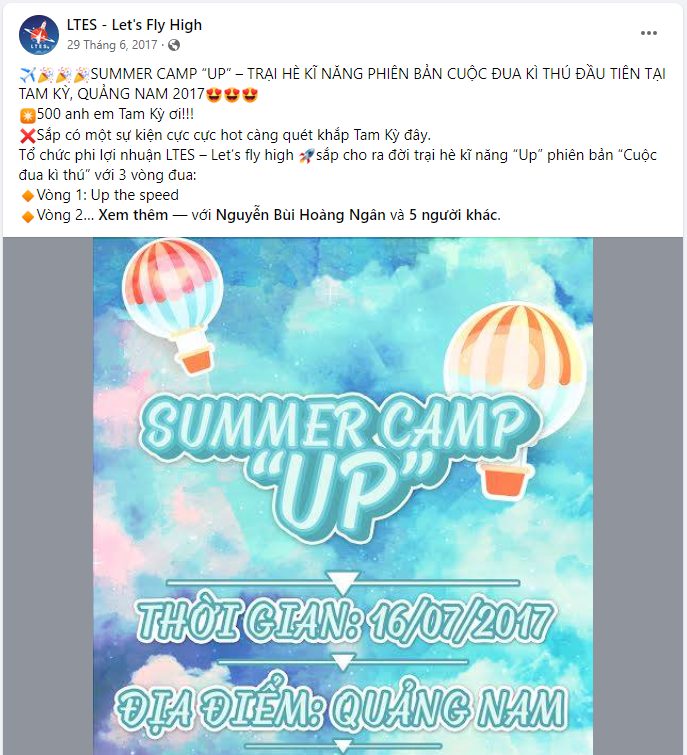 LTES - Let's Fly High
29 Tháng 6, 2017 ·
✈️🎉🎉🎉SUMMER CAMP “UP” – TRẠI HÈ KĨ NĂNG PHIÊN BẢN CUỘC ĐUA KÌ THÚ ĐẦU TIÊN TẠI
TAM KỲ, QUẢNG NAM 2017😍😍😍
💥500 anh em Tam Kỳ ơi!!!
❌Sắp có một sự kiện cực cực hot càng quét khắp Tam Kỳ đây.
Tổ chức phi lợi nhuận LTES – Let's fly high 🚀sắp cho ra đời trại hè kĩ năng “Up” phiên bản “Cuộc
đua kì thú” với 3 vòng đua:
🔸Vòng 1: Up the speed
🔸Vòng 2... Xem thêm — với Nguyễn Bùi Hoàng Ngân và 5 người khác.
SUMMER CAMP
“UP”
THỜI GIAN: 16/07/2017
ĐỊA ĐIỂM: QUẢNG NAM